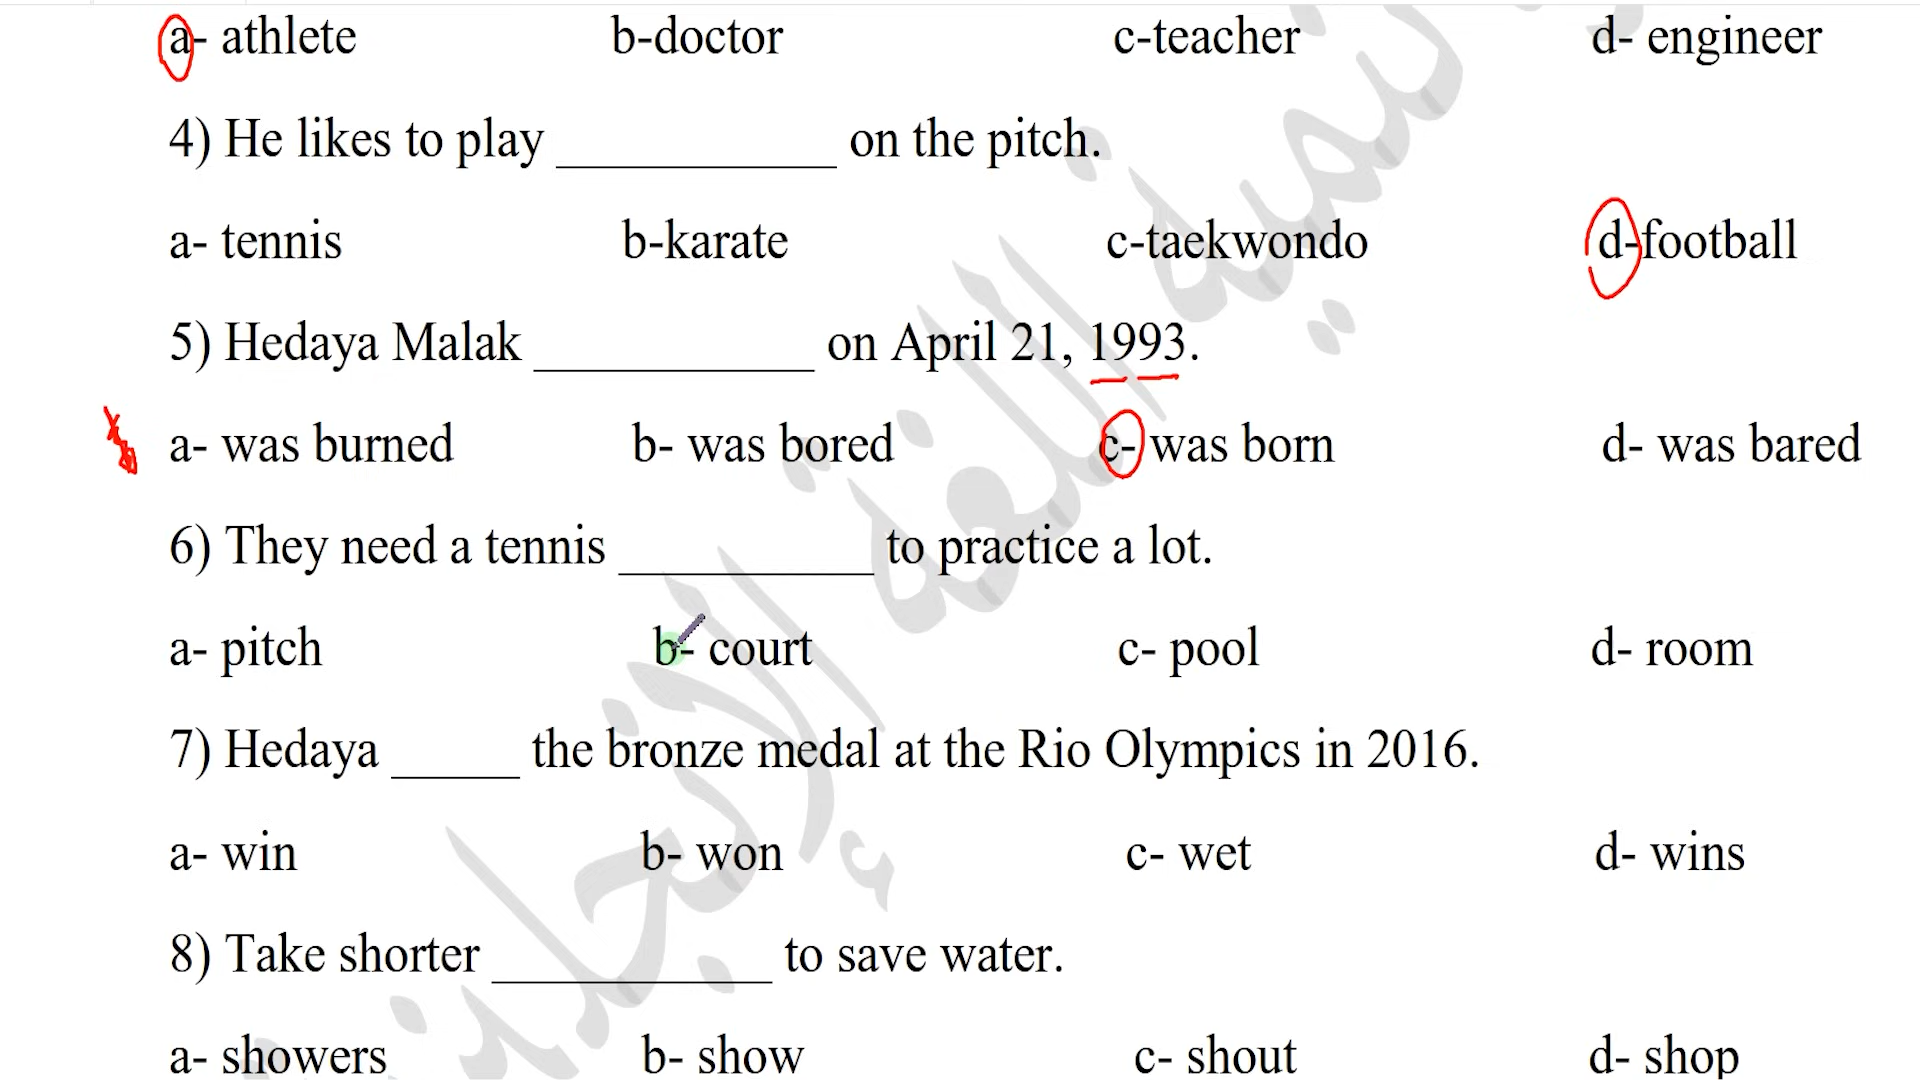 a- athlete b-doctor c-teacher d- engineer
4) He likes to play __________ on the pitch.
a- tennis b-karate c-taekwondo d-football
5) Hedaya Malak __________ on April 21, 1993.
a- was burned b- was bored c- was born d- was bared
6) They need a tennis _________ to practice a lot.
a- pitch b- court c- pool d- room
7) Hedaya _____ the bronze medal at the Rio Olympics in 2016.
a- win b- won c- wet d- wins
8) Take shorter __________ to save water.
a- showers b- show c- shout d- shop